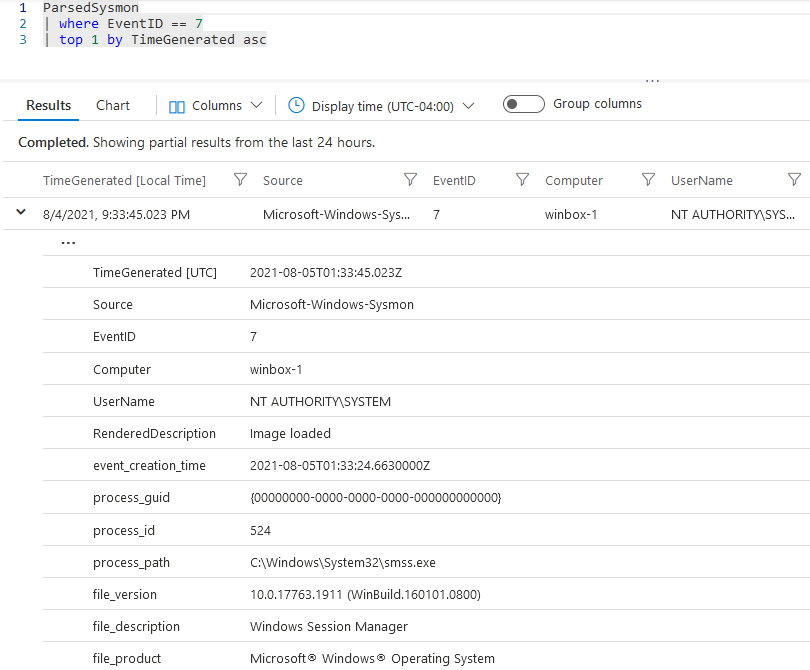 1 ParsedSysmon
2 | where EventID == 7
3 | top 1 by TimeGenerated asc
...
Results Chart Columns Display time (UTC-04:00) Group columns
Completed. Showing partial results from the last 24 hours.
TimeGenerated [Local Time] Source EventID Computer UserName
8/4/2021, 9:33:45.023 PM Microsoft-Windows-Sys... 7 winbox-1 NT AUTHORITY\SYS...
...
TimeGenerated [UTC] 2021-08-05T01:33:45.023Z
Source Microsoft-Windows-Sysmon
EventID 7
Computer winbox-1
UserName NT AUTHORITY\SYSTEM
RenderedDescription Image loaded
event_creation_time 2021-08-05T01:33:24.6630000Z
process_guid {00000000-0000-0000-0000-000000000000}
process_id 524
process_path C:\Windows\System32\smss.exe
file_version 10.0.17763.1911 (WinBuild.160101.0800)
file_description Windows Session Manager
file_product Microsoft® Windows® Operating System